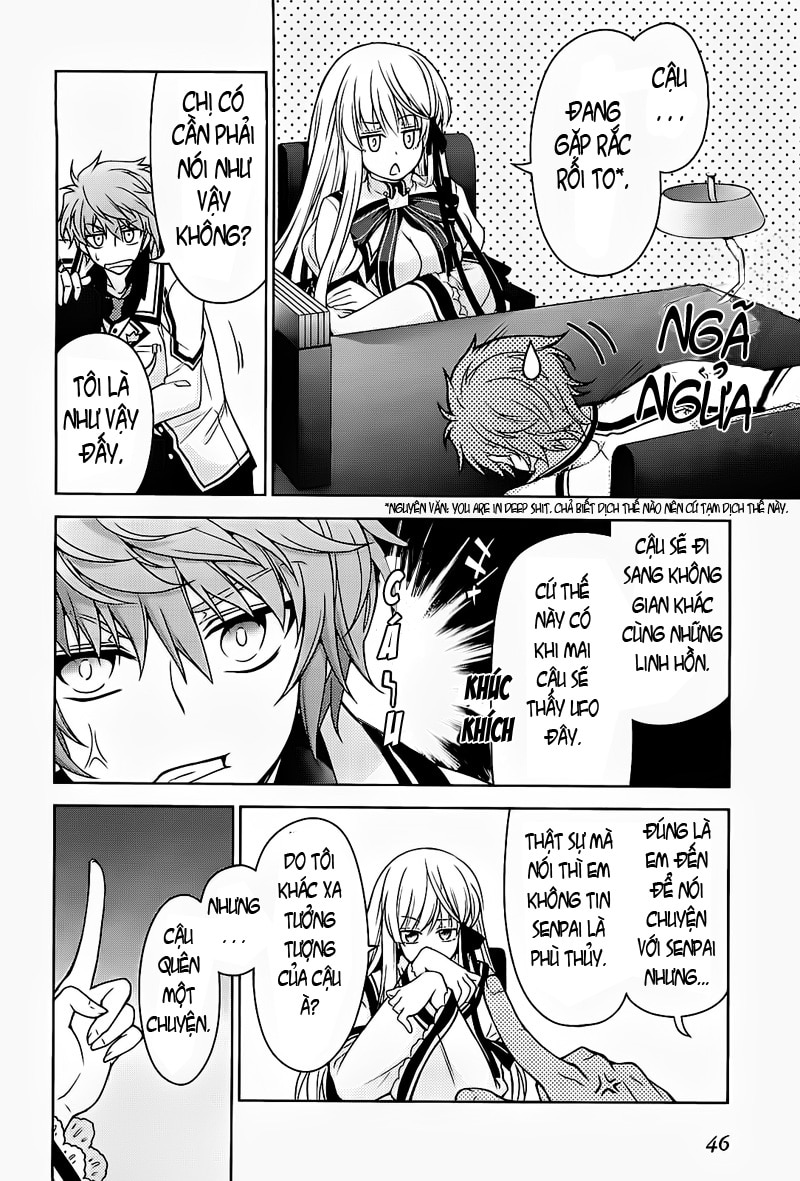 CẬU
...
ĐANG
GẶP RẮC
RỐI TO*.
NGÃ
NGỬA
CHỊ CÓ
CẦN PHẢI
NÓI NHƯ
VẬY
KHÔNG?
TÔI LÀ
NHƯ VẬY
ĐẤY.
*NGUYÊN VĂN: YOU ARE IN DEEP SHIT. CHẢ BIẾT DỊCH THẾ NÀO NÊN CỨ TẠM DỊCH THẾ NÀY.
CẬU SẼ ĐI
SANG KHÔNG
GIAN KHÁC
CÙNG NHỮNG
LINH HỒN.
CỨ THẾ
NÀY CÓ
KHI MAI
CẬU SẼ
THẤY UFO
ĐẤY.
KHÚC
KHÍCH
ĐÚNG LÀ
EM ĐẾN
ĐỂ NÓI
CHUYỆN
VỚI SENPAI
NHƯNG...
THẬT SỰ MÀ
NÓI THÌ EM
KHÔNG TIN
SENPAI LÀ
PHÙ THỦY.
DO TÔI
KHÁC XA
TƯỞNG
TƯỢNG
CỦA CẬU
À?
NHƯNG
...
CẬU
QUÊN
MỘT
CHUYỆN.
46